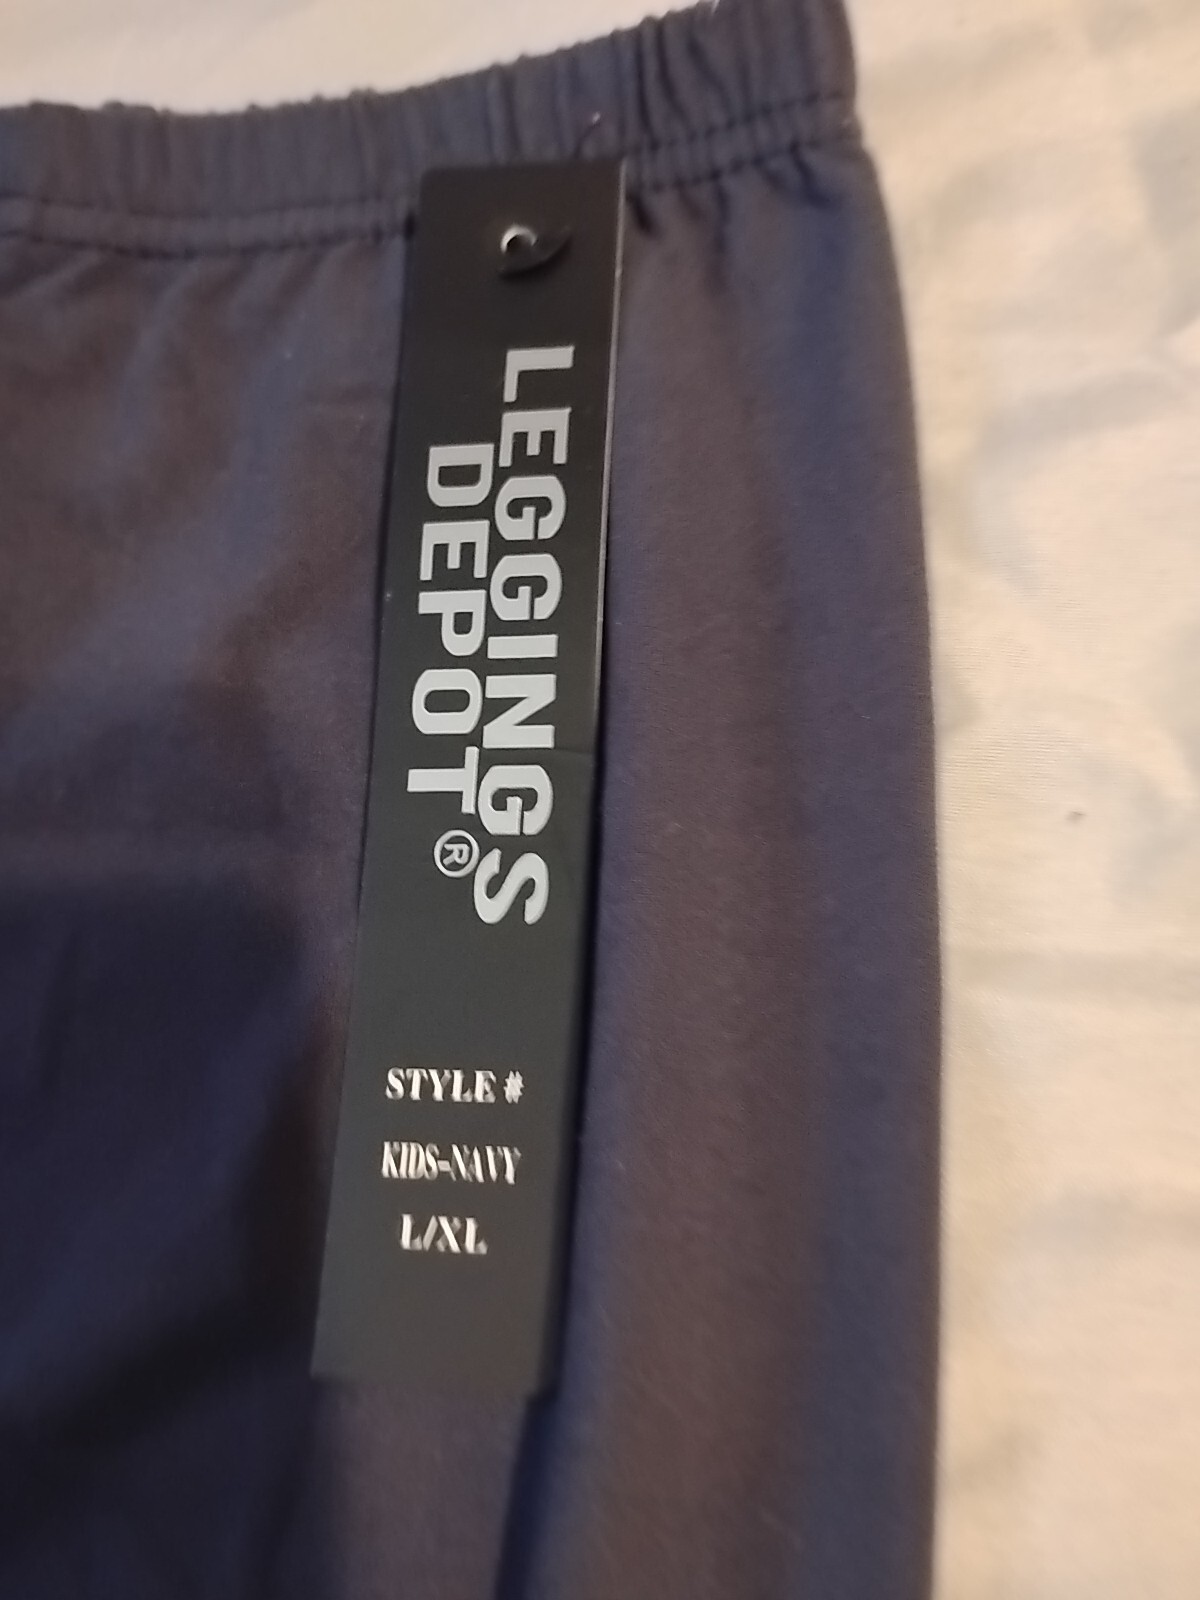 LEGGINGS
DEPOT®
STYLE #
KIDS-NAVY
L/XL